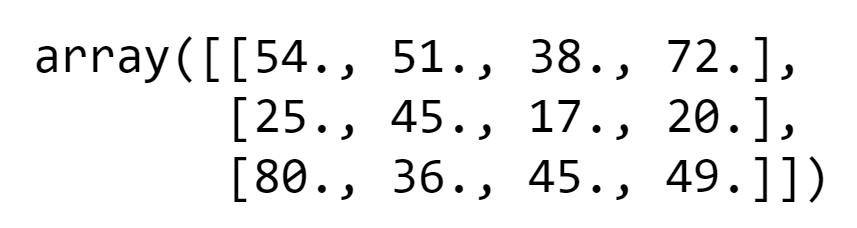 array([[54., 51., 38., 72.],
       [25., 45., 17., 20.],
       [80., 36., 45., 49.]])